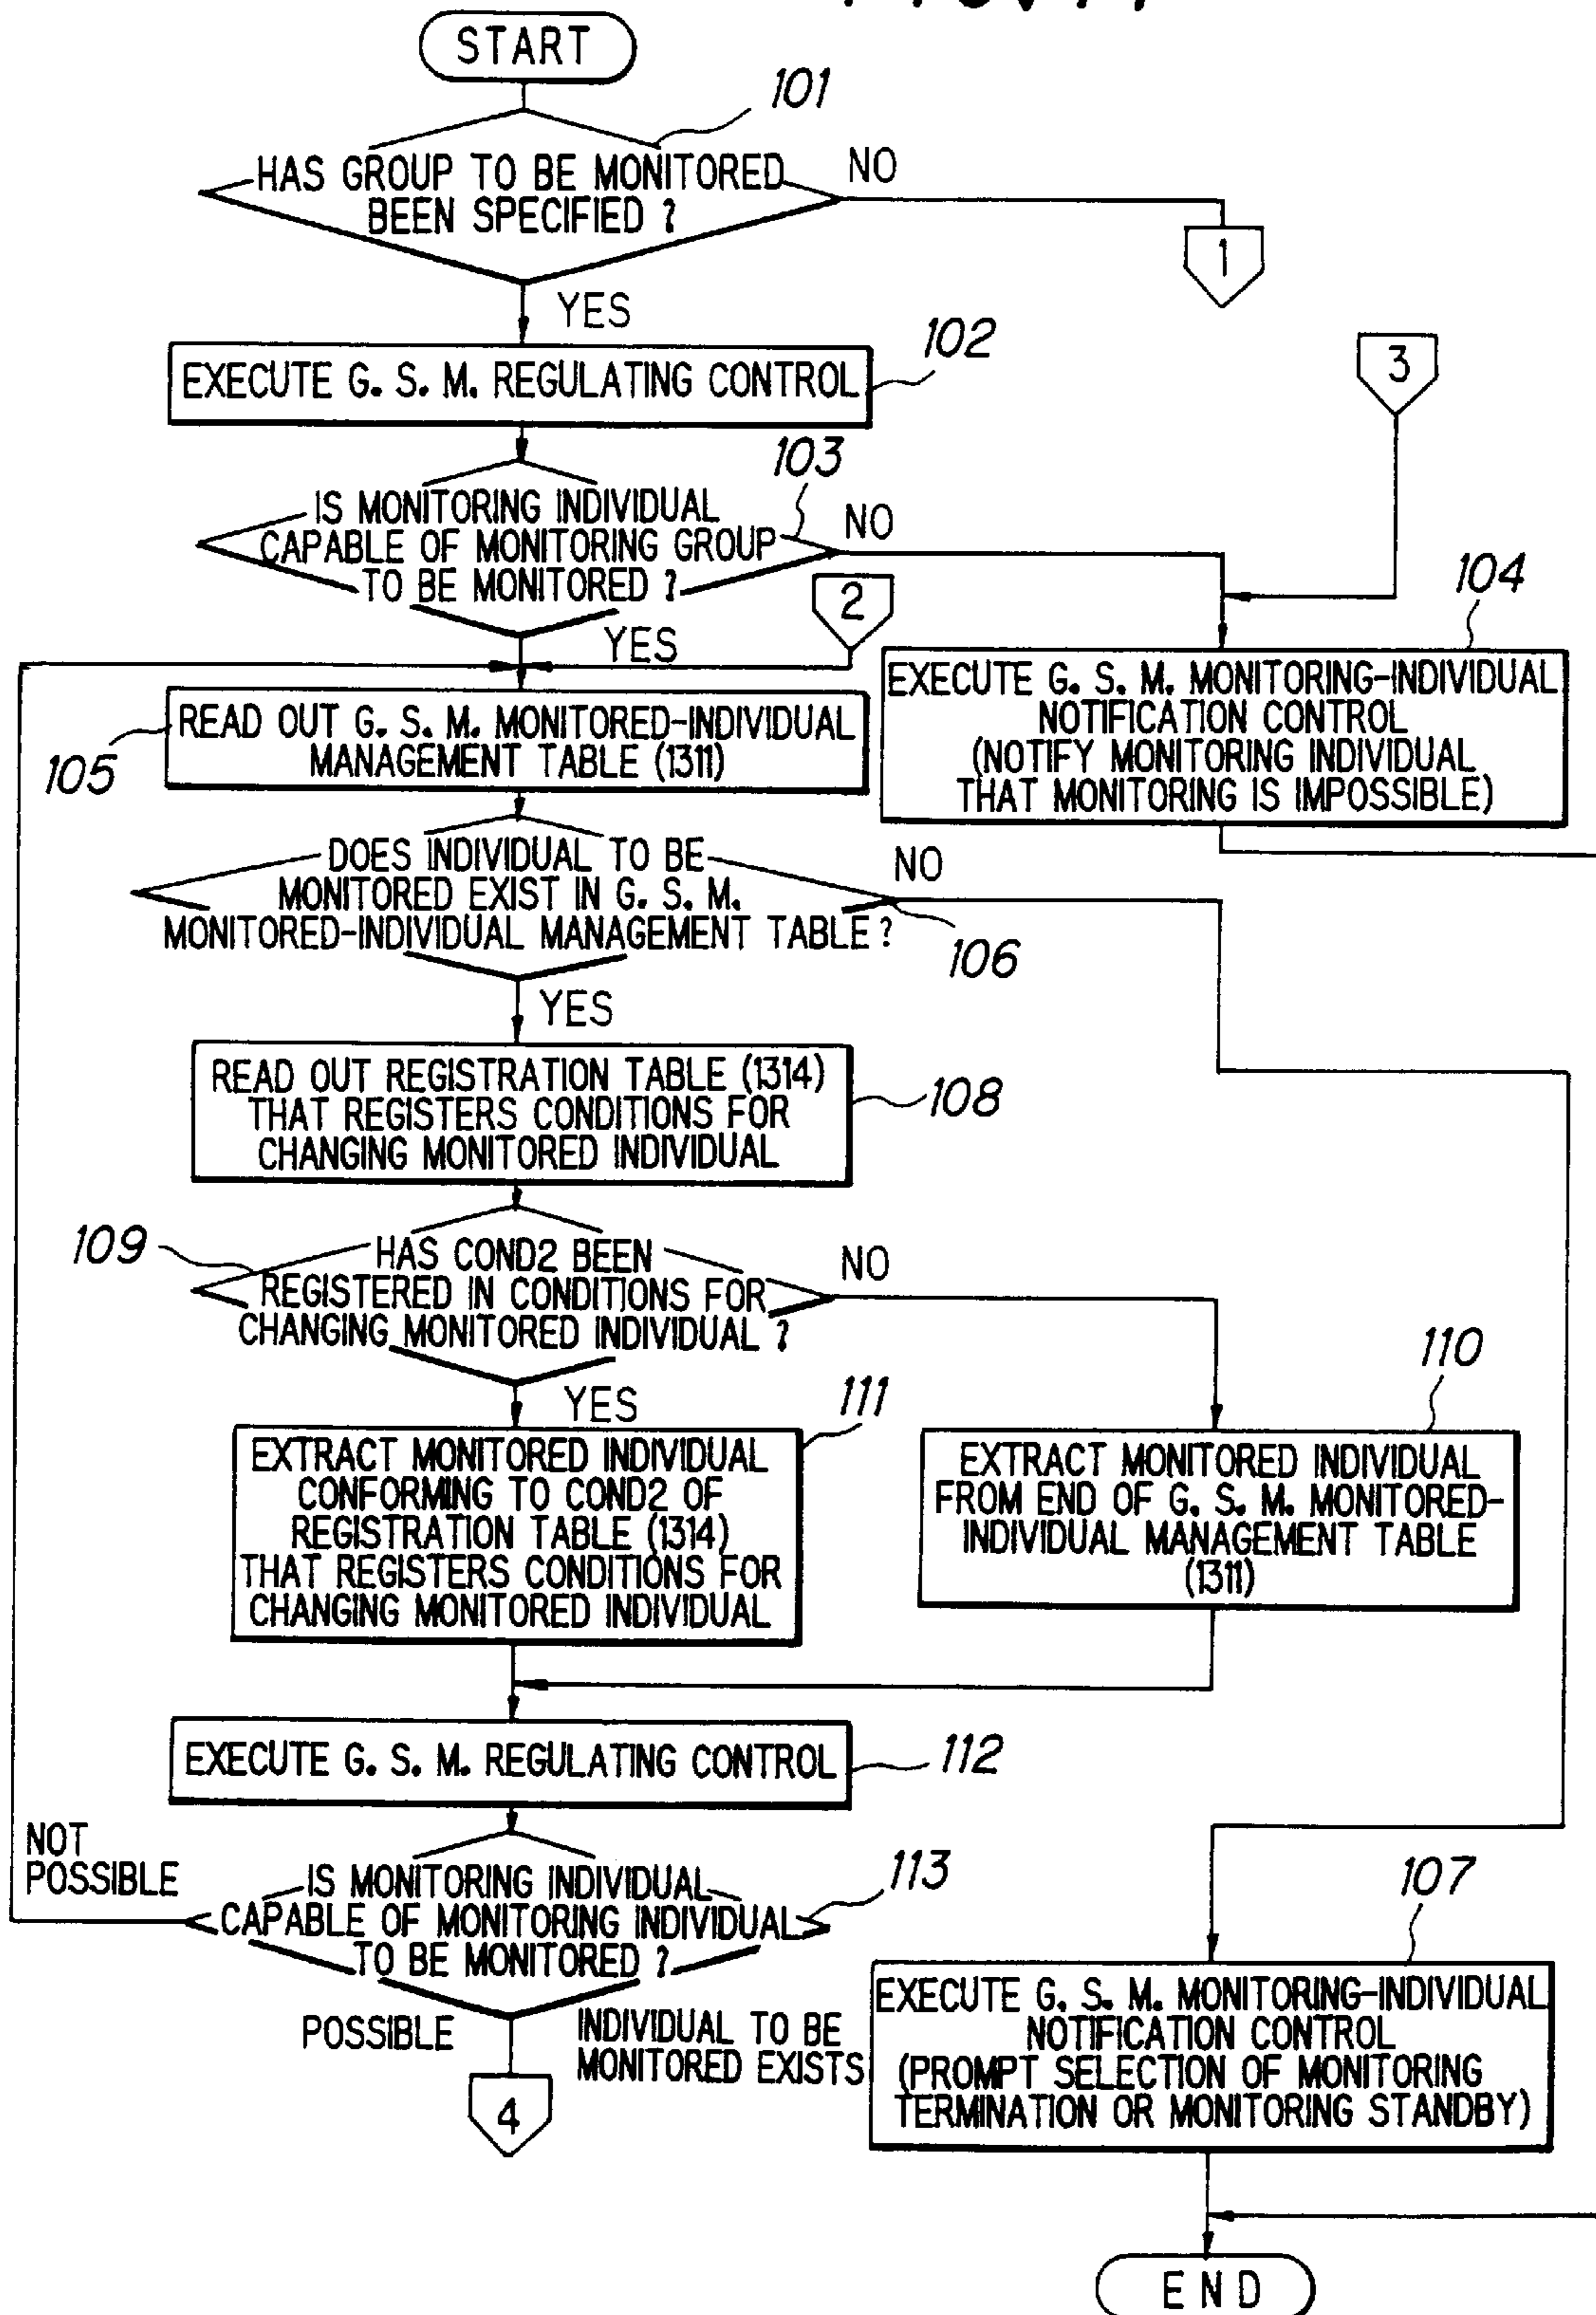 START
101
HAS GROUP TO BE MONITORED
BEEN SPECIFIED ?
NO
1
YES
EXECUTE G. S. M. REGULATING CONTROL
102
3
103
IS MONITORING INDIVIDUAL
CAPABLE OF MONITORING GROUP
TO BE MONITORED ?
NO
2
YES
104
EXECUTE G. S. M. MONITORING-INDIVIDUAL
NOTIFICATION CONTROL
(NOTIFY MONITORING INDIVIDUAL
THAT MONITORING IS IMPOSSIBLE)
105
READ OUT G. S. M. MONITORED-INDIVIDUAL
MANAGEMENT TABLE (1311)
DOES INDIVIDUAL TO BE
MONITORED EXIST IN G. S. M.
MONITORED-INDIVIDUAL MANAGEMENT TABLE ?
NO
106
YES
READ OUT REGISTRATION TABLE (1314)
THAT REGISTERS CONDITIONS FOR
CHANGING MONITORED INDIVIDUAL
108
109
HAS COND2 BEEN
REGISTERED IN CONDITIONS FOR
CHANGING MONITORED INDIVIDUAL ?
NO
YES
111
EXTRACT MONITORED INDIVIDUAL
CONFORMING TO COND2 OF
REGISTRATION TABLE (1314)
THAT REGISTERS CONDITIONS FOR
CHANGING MONITORED INDIVIDUAL
110
EXTRACT MONITORED INDIVIDUAL
FROM END OF G. S. M. MONITORED-
INDIVIDUAL MANAGEMENT TABLE
(1311)
EXECUTE G. S. M. REGULATING CONTROL
112
NOT
POSSIBLE
IS MONITORING INDIVIDUAL
CAPABLE OF MONITORING INDIVIDUAL
TO BE MONITORED ?
113
POSSIBLE
INDIVIDUAL TO BE
MONITORED EXISTS
4
107
EXECUTE G. S. M. MONITORING-INDIVIDUAL
NOTIFICATION CONTROL
(PROMPT SELECTION OF MONITORING
TERMINATION OR MONITORING STANDBY)
END